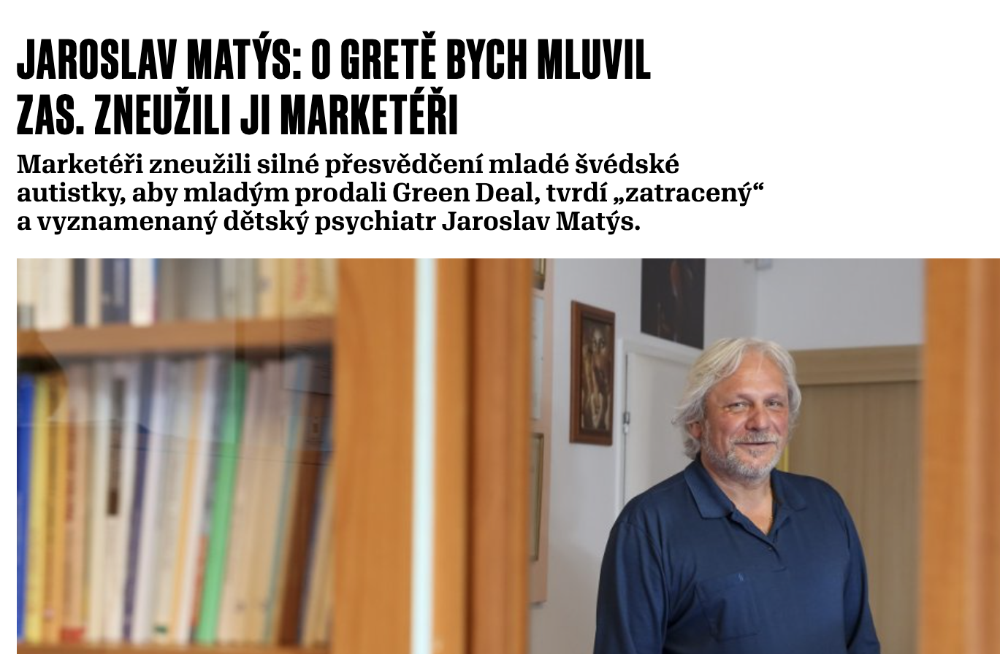 JAROSLAV MATÝS: O GRETĚ BYCH MLUVIL
ZAS. ZNEUŽILI JI MARKETÉŘI
Marketéři zneužili silné přesvědčení mladé švédské
autistky, aby mladým prodali Green Deal, tvrdí „zatracený“
a vyznamenaný dětský psychiatr Jaroslav Matýs.